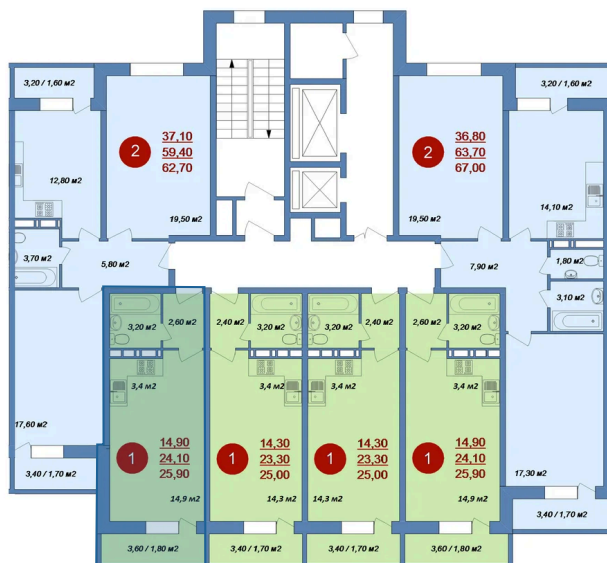 3,20 / 1,60 м2
3,20 / 1,60 м2
2
37,10
59,40
62,70
2
36,80
63,70
67,00
12,80 м2
19,50 м2
19,50 м2
14,10 м2
3,70 м2
5,80 м2
7,90 м2
1,80 м2
3,10 м2
3,20 м2
2,60 м2
2,40 м2
3,20 м2
3,20 м2
2,40 м2
2,60 м2
3,20 м2
3,4 м2
3,4 м2
3,4 м2
3,4 м2
17,60 м2
1
14,90
24,10
25,90
1
14,30
23,30
25,00
1
14,30
23,30
25,00
1
14,90
24,10
25,90
17,30 м2
3,40 / 1,70 м2
14,9 м2
14,3 м2
14,3 м2
14,9 м2
3,40 / 1,70 м2
3,60 / 1,80 м2
3,40 / 1,70 м2
3,40 / 1,70 м2
3,60 / 1,80 м2